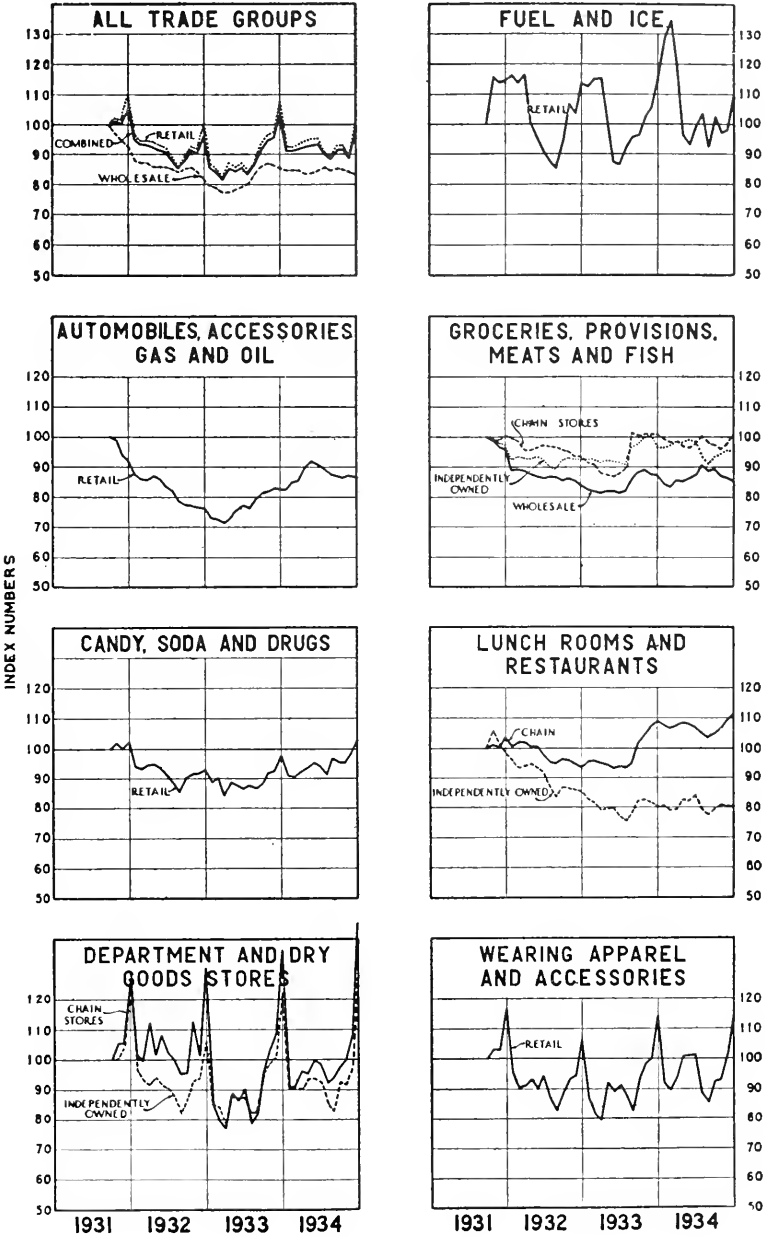 ALL TRADE GROUPS
130
120
110
100
90
80
70
60
50
COMBINED
RETAIL
WHOLESALE
FUEL AND ICE
130
120
110
100
90
80
70
60
50
RETAIL
AUTOMOBILES, ACCESSORIES
GAS AND OIL
120
110
100
90
80
70
60
50
RETAIL
GROCERIES, PROVISIONS,
MEATS AND FISH
120
110
100
90
80
70
60
50
CHAIN STORES
INDEPENDENTLY
OWNED
WHOLESALE
INDEX NUMBERS
CANDY, SODA AND DRUGS
120
110
100
90
80
70
60
50
RETAIL
LUNCH ROOMS AND
RESTAURANTS
120
110
100
90
80
70
60
50
CHAIN
INDEPENDENTLY OWNED
DEPARTMENT AND DRY
GOODS STORES
120
110
100
90
80
70
60
50
CHAIN
STORES
INDEPENDENTLY
OWNED
1931 1932 1933 1934
WEARING APPAREL
AND ACCESSORIES
120
110
100
90
80
70
60
50
RETAIL
1931 1932 1933 1934